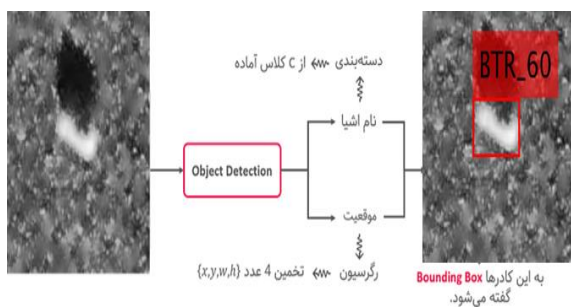 دسته‌بندی از C کلاس آماده
BTR_60
نام اشیا
Object Detection
موقعیت
رگرسیون تخمین 4 عدد {x,y,w,h}
به این کادرها Bounding Box
گفته می‌شود.